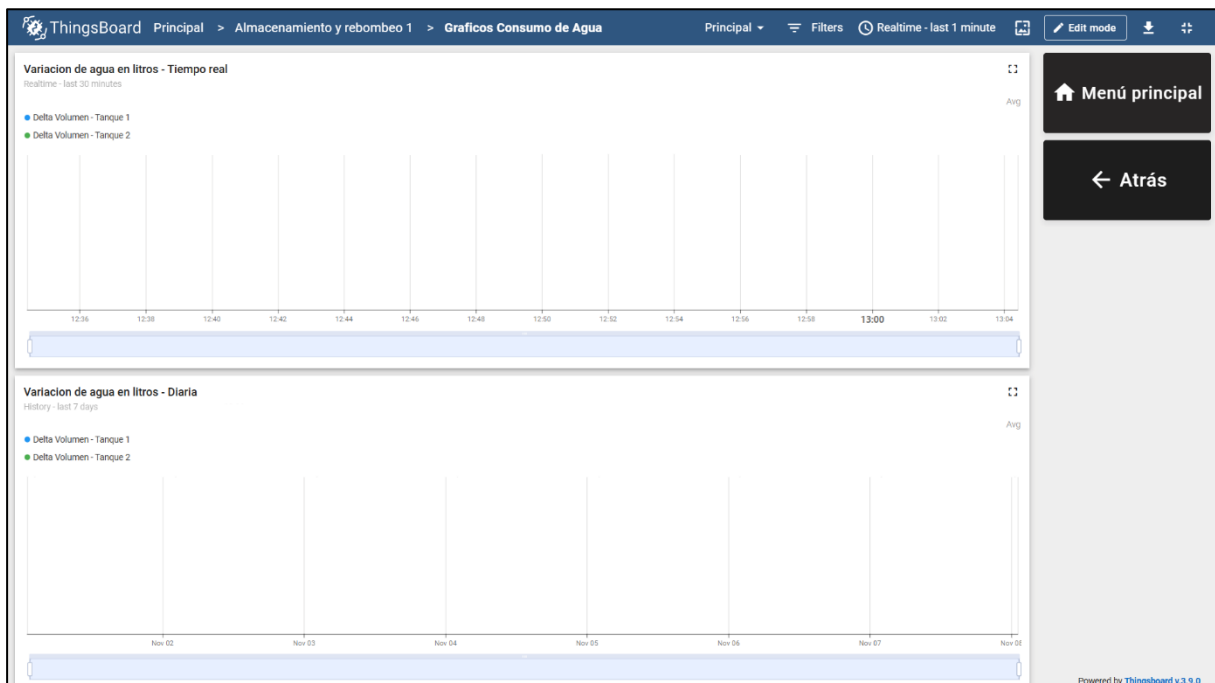 ThingsBoard Principal > Almacenamiento y rebombeo 1 > Graficos Consumo de Agua Principal Filters Realtime - last 1 minute Edit mode
Variacion de agua en litros - Tiempo real
Realtime - last 30 minutes
Avg
Delta Volumen - Tanque 1
Delta Volumen - Tanque 2
12:36 12:38 12:40 12:42 12:44 12:46 12:48 12:50 12:52 12:54 12:56 12:58 13:00 13:02 13:04
Variacion de agua en litros - Diaria
History - last 7 days
Avg
Delta Volumen - Tanque 1
Delta Volumen - Tanque 2
Nov 02 Nov 03 Nov 04 Nov 05 Nov 06 Nov 07 Nov 08
Menú principal
Atrás
Powered by Thingsboard v.3.9.0